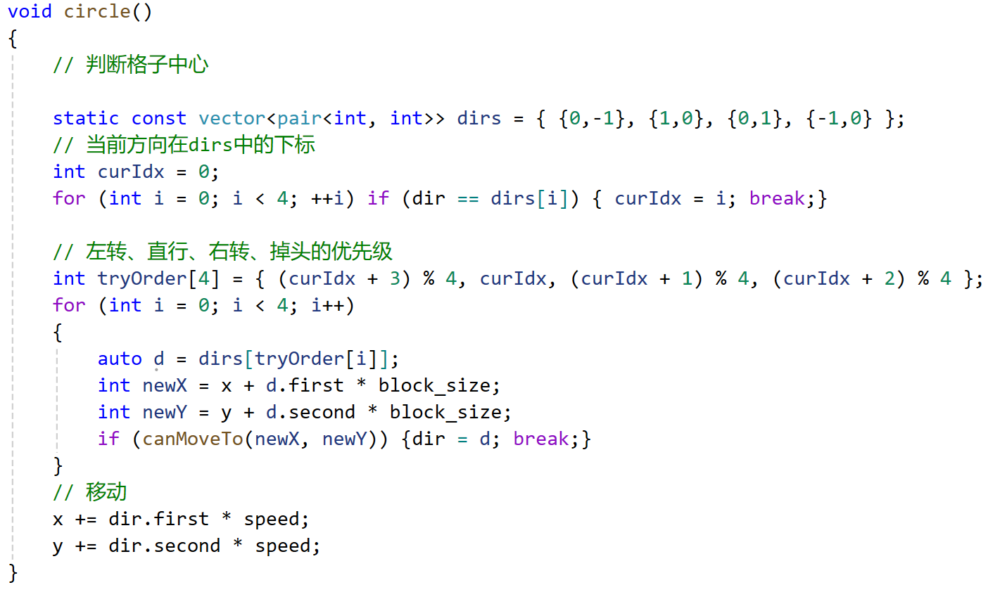 void circle()
{
    // 判断格子中心

    static const vector<pair<int, int>> dirs = { {0,-1}, {1,0}, {0,1}, {-1,0} };
    // 当前方向在dirs中的下标
    int curIdx = 0;
    for (int i = 0; i < 4; ++i) if (dir == dirs[i]) { curIdx = i; break;}

    // 左转、直行、右转、掉头的优先级
    int tryOrder[4] = { (curIdx + 3) % 4, curIdx, (curIdx + 1) % 4, (curIdx + 2) % 4 };
    for (int i = 0; i < 4; i++)
    {
        auto d = dirs[tryOrder[i]];
        int newX = x + d.first * block_size;
        int newY = y + d.second * block_size;
        if (canMoveTo(newX, newY)) {dir = d; break;}
    }
    // 移动
    x += dir.first * speed;
    y += dir.second * speed;
}